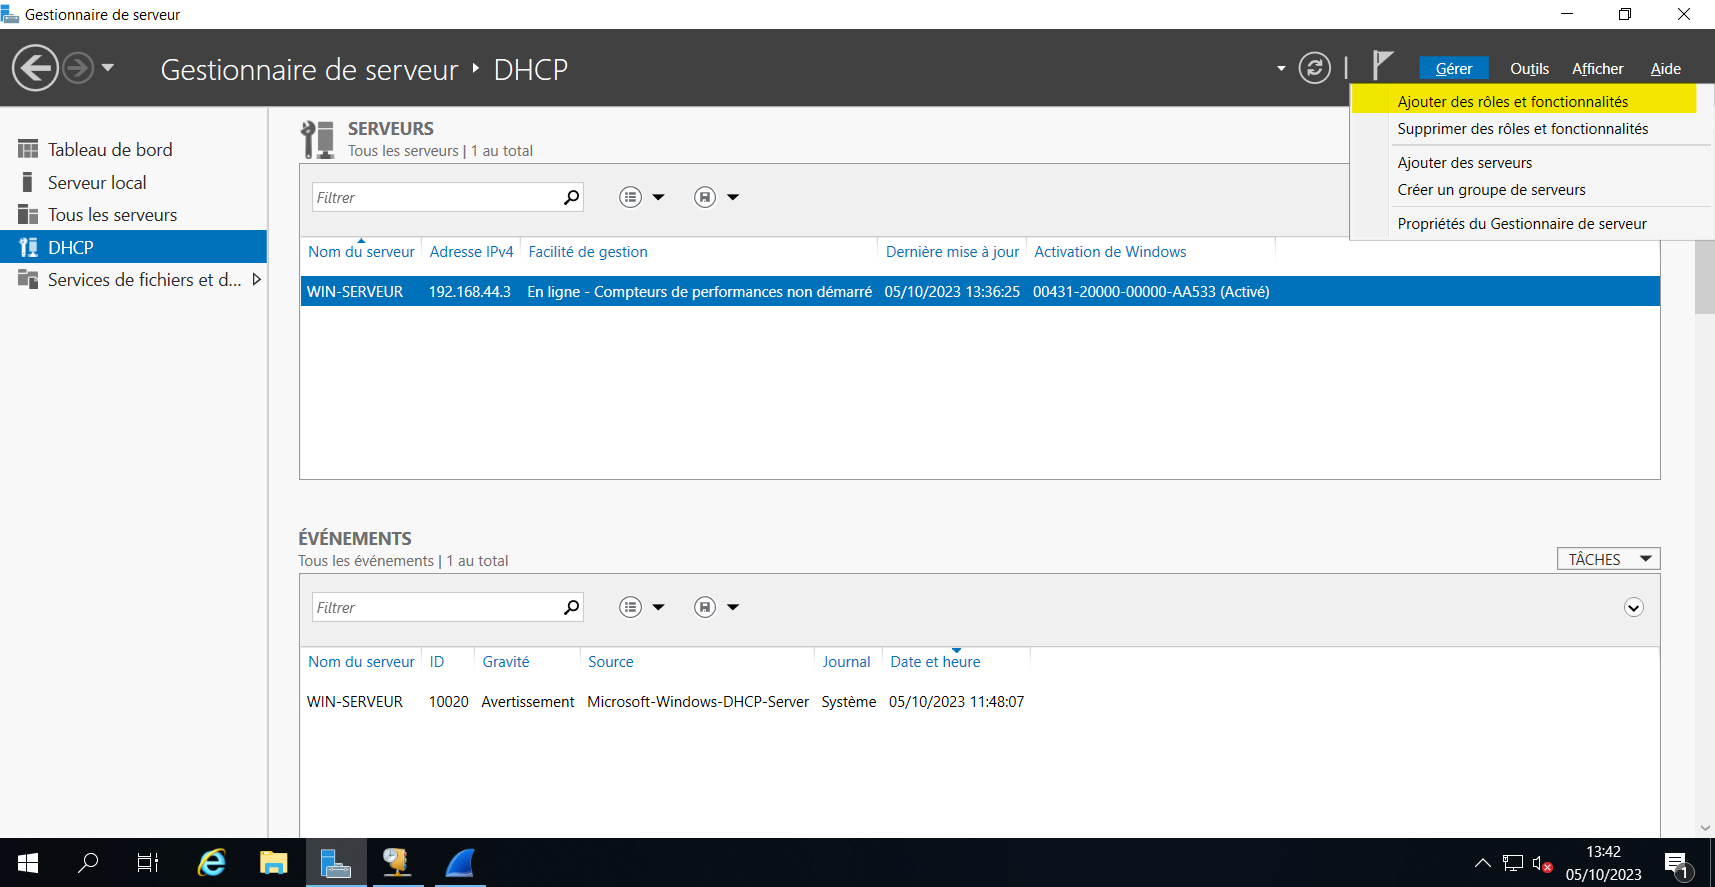 Gestionnaire de serveur
Gestionnaire de serveur ‣ DHCP
Gérer Outils Afficher Aide
Ajouter des rôles et fonctionnalités
Supprimer des rôles et fonctionnalités
Ajouter des serveurs
Créer un groupe de serveurs
Propriétés du Gestionnaire de serveur
Tableau de bord
Serveur local
Tous les serveurs
DHCP
Services de fichiers et d...
SERVEURS
Tous les serveurs | 1 au total
Filtrer
Nom du serveur Adresse IPv4 Facilité de gestion Dernière mise à jour Activation de Windows
WIN-SERVEUR 192.168.44.3 En ligne - Compteurs de performances non démarré 05/10/2023 13:36:25 00431-20000-00000-AA533 (Activé)
ÉVÉNEMENTS
Tous les événements | 1 au total
TÂCHES
Filtrer
Nom du serveur ID Gravité Source Journal Date et heure
WIN-SERVEUR 10020 Avertissement Microsoft-Windows-DHCP-Server Système 05/10/2023 11:48:07
13:42
05/10/2023
1